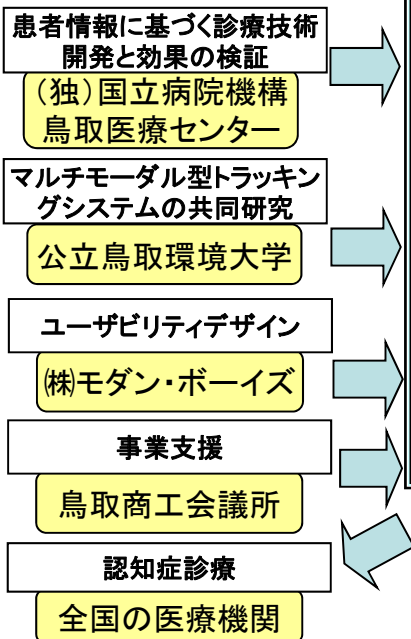 患者情報に基づく診療技術
開発と効果の検証
（独）国立病院機構
鳥取医療センター
マルチモーダル型トラッキン
グシステムの共同研究
公立鳥取環境大学
ユーザビリティデザイン
㈱モダン・ボーイズ
事業支援
鳥取商工会議所
認知症診療
全国の医療機関